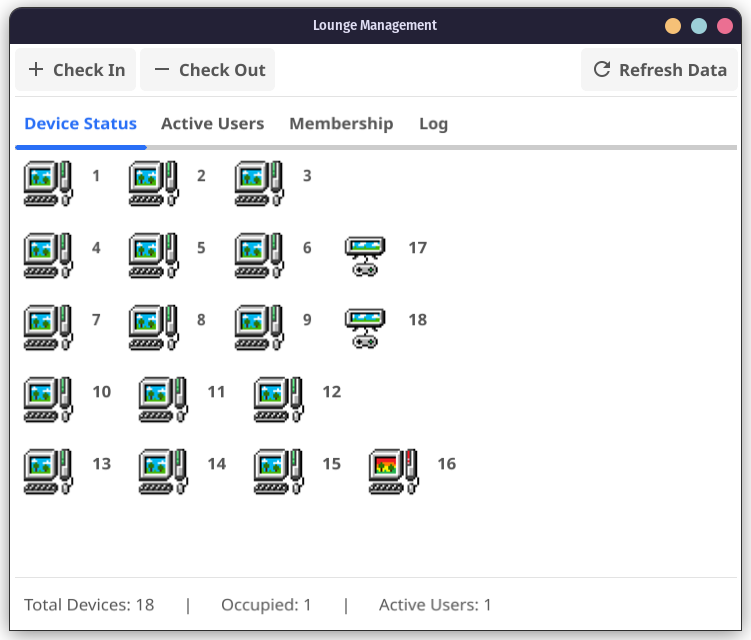 Lounge Management
Check In Check Out Refresh Data
Device Status Active Users Membership Log
1 2 3
4 5 6 17
7 8 9 18
10 11 12
13 14 15 16
Total Devices: 18 | Occupied: 1 | Active Users: 1